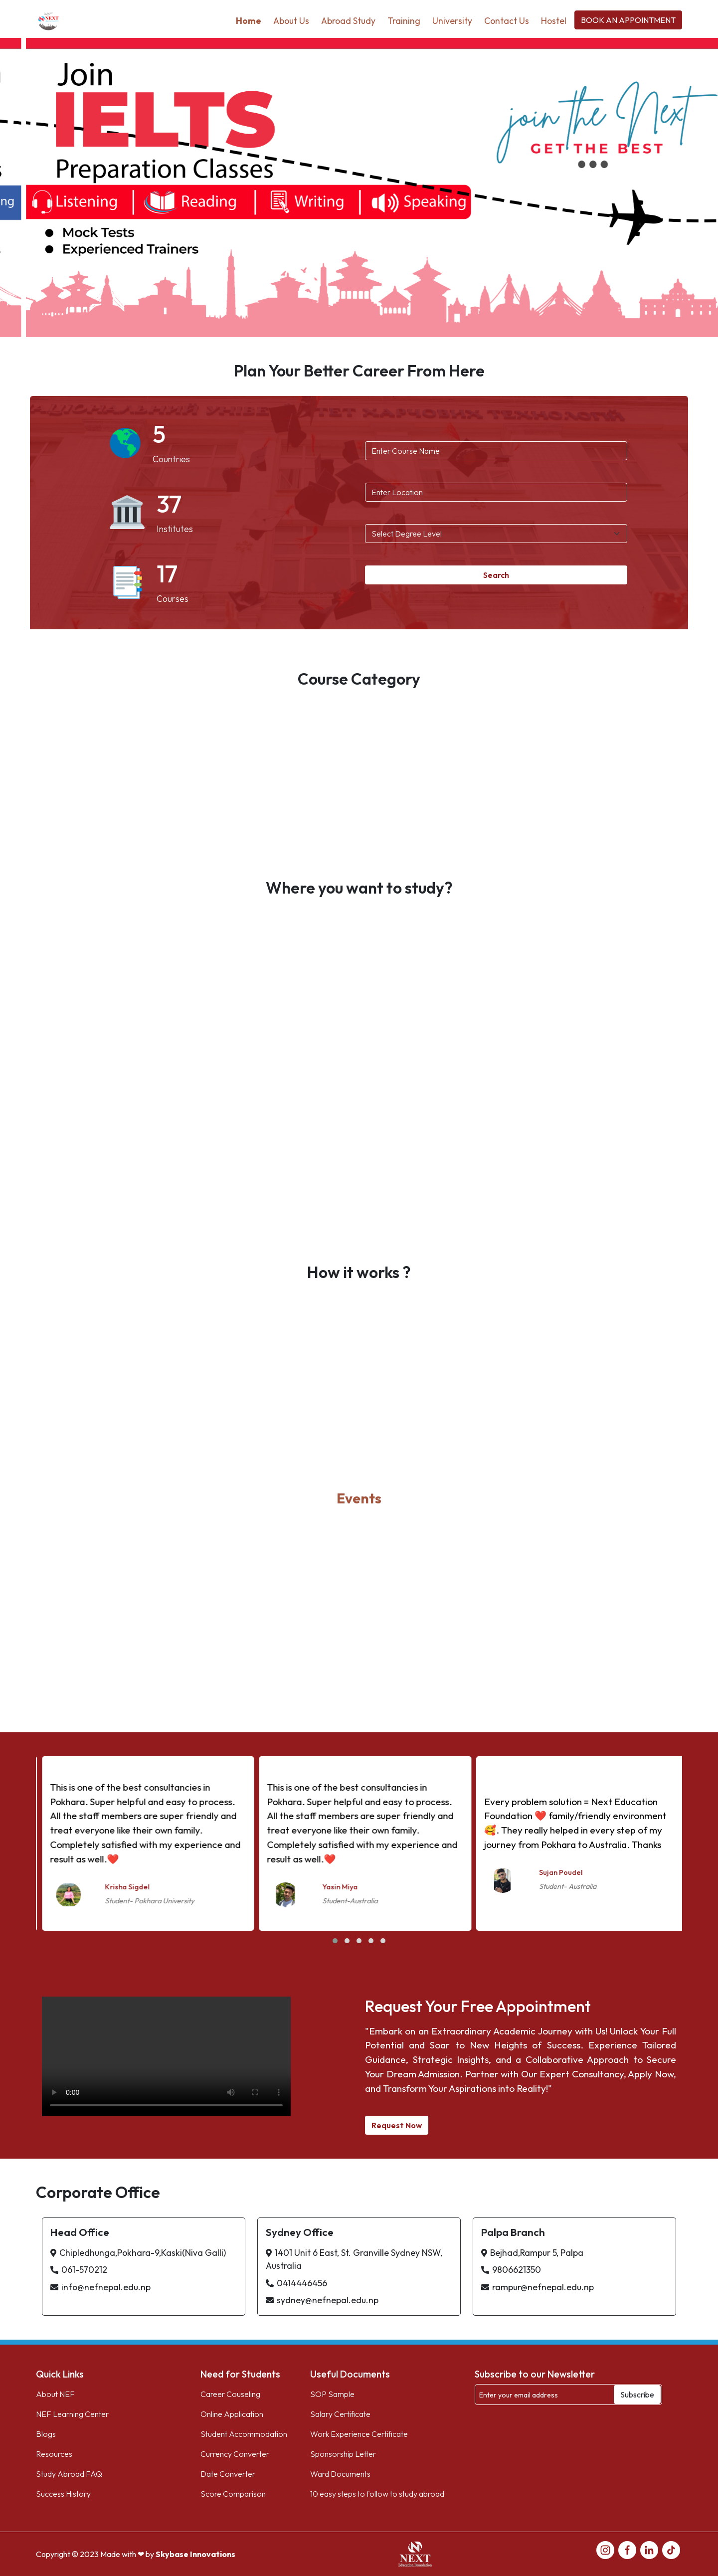 NEXT
Home
About Us
Abroad Study
Training
University
Contact Us
Hostel
BOOK AN APPOINTMENT
Join
IELTS
Preparation Classes
ing
Listening
Reading
Writing
Speaking
Mock Tests
Experienced Trainers
join the Next
GET THE BEST
Plan Your Better Career From Here
5
Countries
37
Institutes
17
Courses
Enter Course Name
Enter Location
Select Degree Level
Search
Course Category
Where you want to study?
How it works ?
Events
This is one of the best consultancies in
Pokhara. Super helpful and easy to process.
All the staff members are super friendly and
treat everyone like their own family.
Completely satisfied with my experience and
result as well.❤️
Krisha Sigdel
Student- Pokhara University
This is one of the best consultancies in
Pokhara. Super helpful and easy to process.
All the staff members are super friendly and
treat everyone like their own family.
Completely satisfied with my experience and
result as well.❤️
Yasin Miya
Student-Australia
Every problem solution = Next Education
Foundation ❤️ family/friendly environment
🥰. They really helped in every step of my
journey from Pokhara to Australia. Thanks
Sujan Poudel
Student- Australia
0:00
Request Your Free Appointment
"Embark on an Extraordinary Academic Journey with Us! Unlock Your Full
Potential and Soar to New Heights of Success. Experience Tailored
Guidance, Strategic Insights, and a Collaborative Approach to Secure
Your Dream Admission. Partner with Our Expert Consultancy, Apply Now,
and Transform Your Aspirations into Reality!"
Request Now
Corporate Office
Head Office
Chipledhunga,Pokhara-9,Kaski(Niva Galli)
061-570212
info@nefnepal.edu.np
Sydney Office
1401 Unit 6 East, St. Granville Sydney NSW,
Australia
0414446456
sydney@nefnepal.edu.np
Palpa Branch
Bejhad,Rampur 5, Palpa
9806621350
rampur@nefnepal.edu.np
Quick Links
About NEF
NEF Learning Center
Blogs
Resources
Study Abroad FAQ
Success History
Need for Students
Career Couseling
Online Application
Student Accommodation
Currency Converter
Date Converter
Score Comparison
Useful Documents
SOP Sample
Salary Certificate
Work Experience Certificate
Sponsorship Letter
Ward Documents
10 easy steps to follow to study abroad
Subscribe to our Newsletter
Enter your email address
Subscribe
Copyright © 2023 Made with ❤ by Skybase Innovations
NEXT
Education Foundation